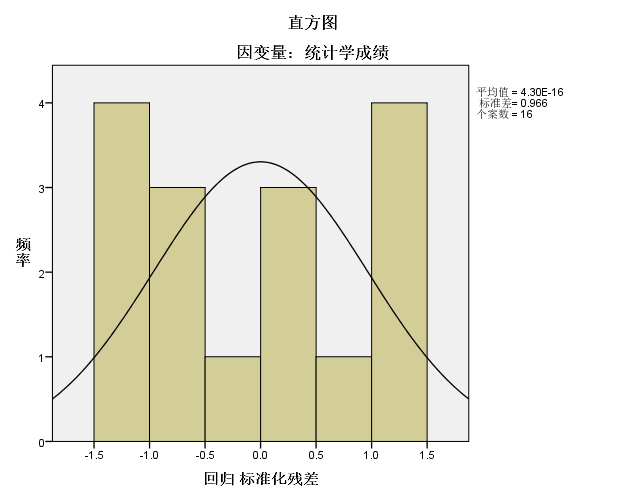 直方图
因变量：统计学成绩
平均值 = 4.30E-16
标准差= 0.966
个案数 = 16
频率
4
3
2
1
0
-1.5 -1.0 -0.5 0.0 0.5 1.0 1.5
回归 标准化残差